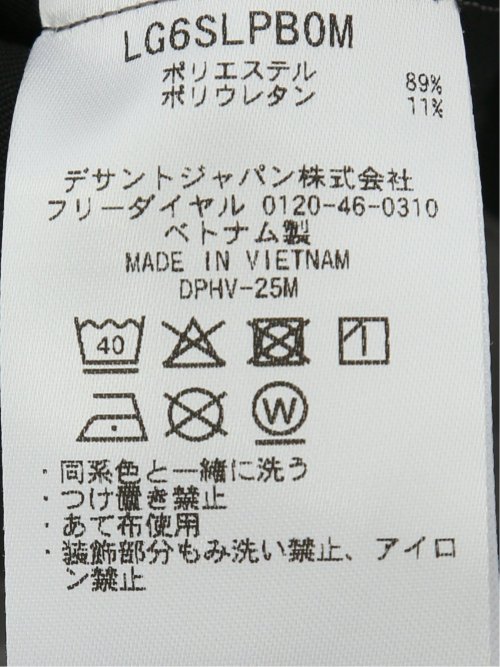 LG6SLPB0M
ポリエステル 89%
ポリウレタン 11%
デサントジャパン株式会社
フリーダイヤル 0120-46-0310
ベトナム製
MADE IN VIETNAM
DPHV-25M
40
W
・同系色と一緒に洗う
・つけ置き禁止
・あて布使用
・装飾部分もみ洗い禁止、アイロ
ン禁止